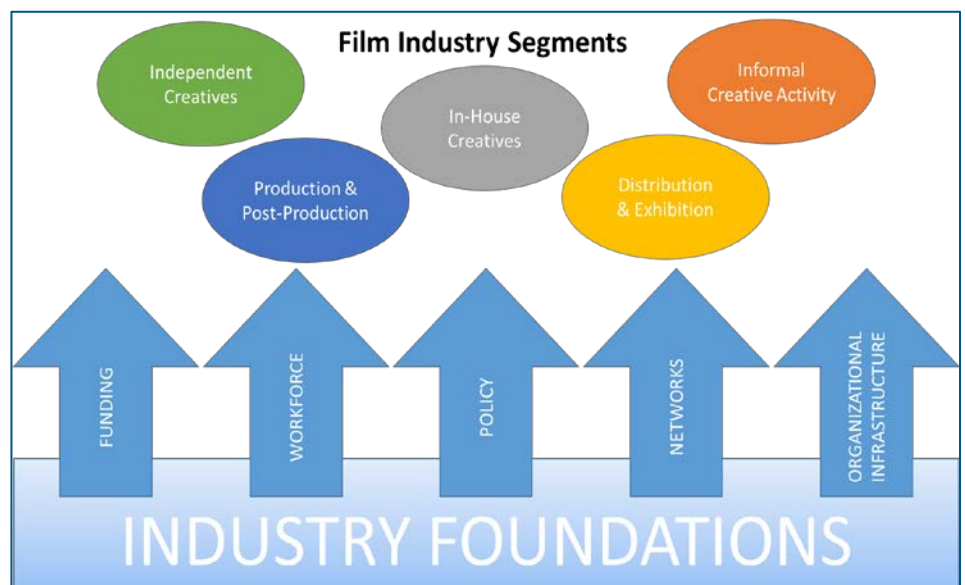 Film Industry Segments
Independent
Creatives
Informal
Creative Activity
In-House
Creatives
Production &
Post-Production
Distribution
& Exhibition
FUNDING
WORKFORCE
POLICY
NETWORKS
ORGANIZATIONAL
INFRASTRUCTURE
INDUSTRY FOUNDATIONS